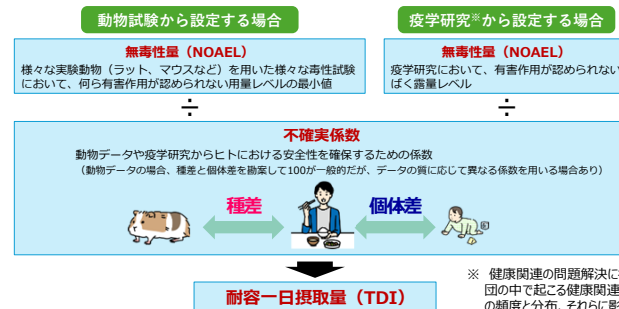 動物試験から設定する場合
無毒性量（NOAEL）
様々な実験動物（ラット、マウスなど）を用いた様々な毒性試験
において、何ら有害作用が認められない用量レベルの最小値
÷
疫学研究※から設定する場合
無毒性量（NOAEL）
疫学研究において、有害作用が認められない
ばく露量レベル
÷
不確実係数
動物データや疫学研究からヒトにおける安全性を確保するための係数
（動物データの場合、種差と個体差を勘案して100が一般的だが、データの質に応じて異なる係数を用いる場合あり）
種差
個体差
耐容一日摂取量（TDI）
※ 健康関連の問題解決に
団の中で起こる健康関連
の頻度と分布、それらに影